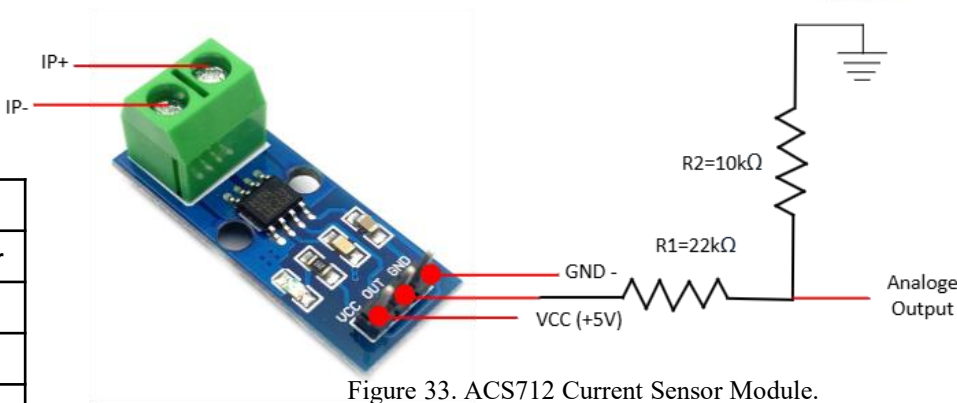 IP+
IP-
R2=10kΩ
R1=22kΩ
GND -
VCC (+5V)
Analoge
Output
VCC OUT GND
r
Figure 33. ACS712 Current Sensor Module.